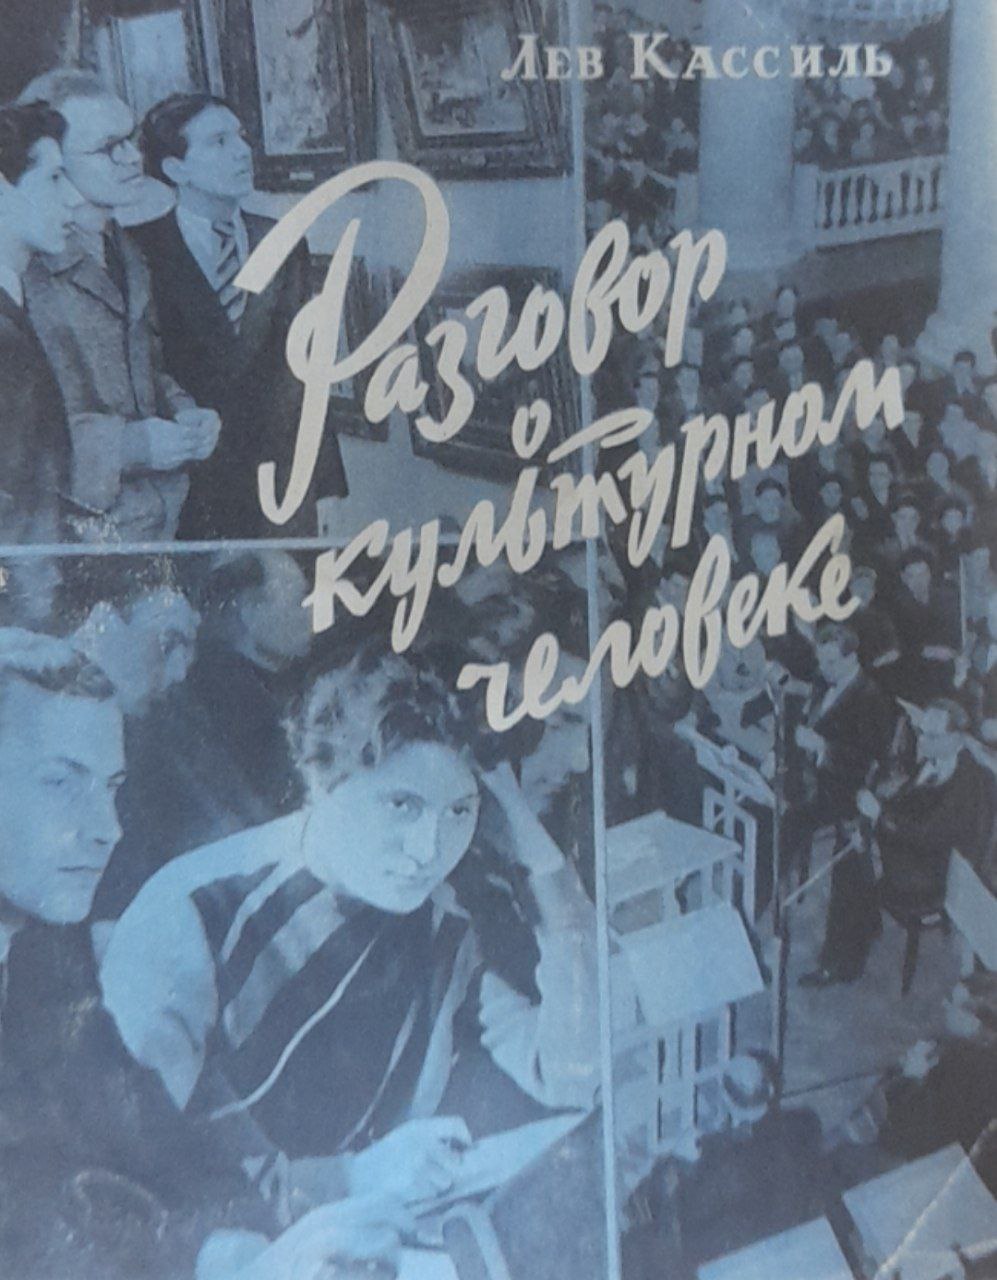 Лев Кассиль
Разговор
о
культурном
человеке